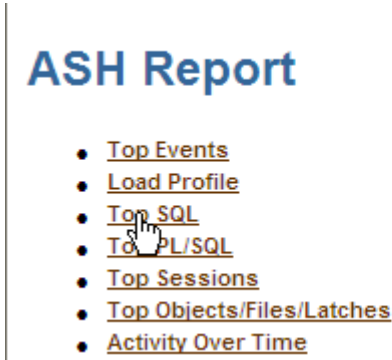 ASH Report
Top Events
Load Profile
Top SQL
Top PL/SQL
Top Sessions
Top Objects/Files/Latches
Activity Over Time